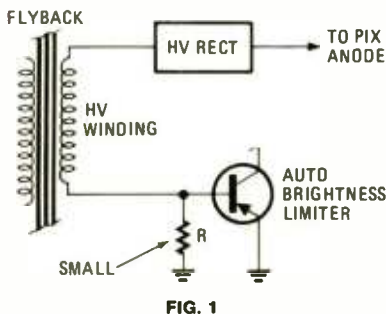 FLYBACK
HV RECT
TO PIX
ANODE
HV
WINDING
AUTO
BRIGHTNESS
LIMITER
R
SMALL
FIG. 1